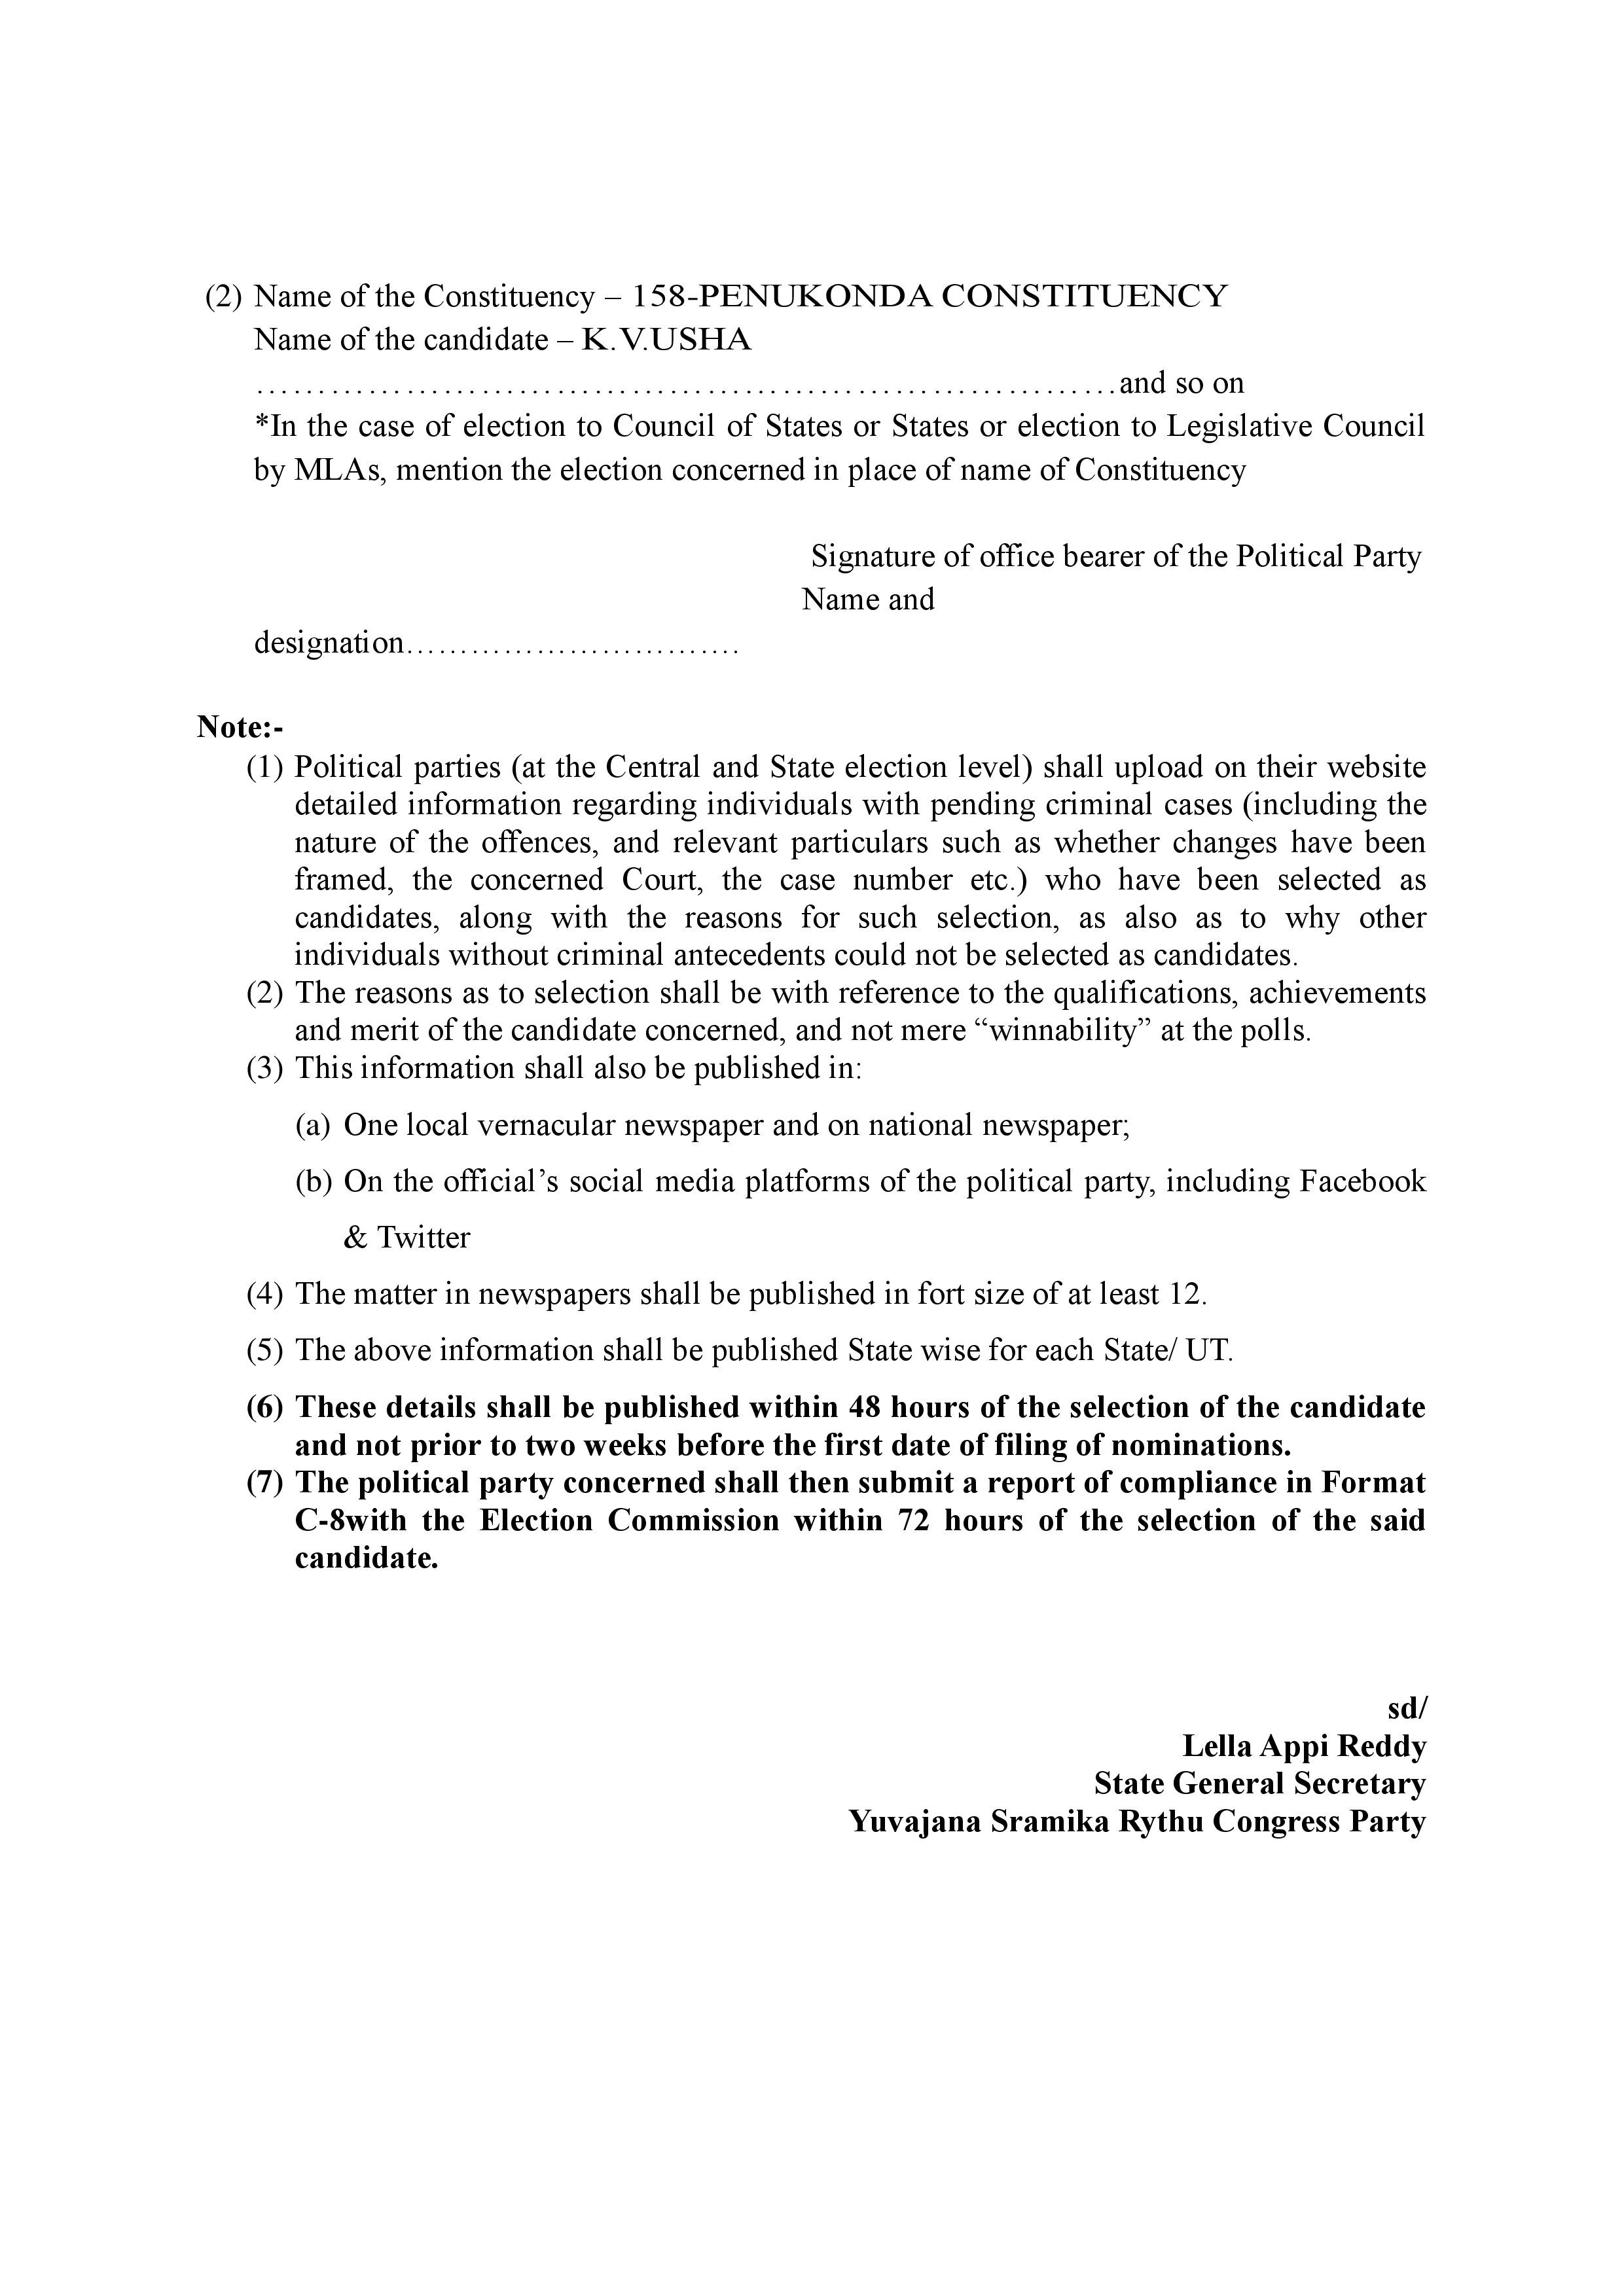 (2) Name of the Constituency – 158-PENUKONDA CONSTITUENCY
Name of the candidate – K.V.USHA
……………………………………………………………and so on
*In the case of election to Council of States or States or election to Legislative Council
by MLAs, mention the election concerned in place of name of Constituency
Signature of office bearer of the Political Party
Name and
designation……………………….
Note:-
(1) Political parties (at the Central and State election level) shall upload on their website
detailed information regarding individuals with pending criminal cases (including the
nature of the offences, and relevant particulars such as whether changes have been
framed, the concerned Court, the case number etc.) who have been selected as
candidates, along with the reasons for such selection, as also as to why other
individuals without criminal antecedents could not be selected as candidates.
(2) The reasons as to selection shall be with reference to the qualifications, achievements
and merit of the candidate concerned, and not mere “winnability” at the polls.
(3) This information shall also be published in:
(a) One local vernacular newspaper and on national newspaper;
(b) On the official’s social media platforms of the political party, including Facebook
& Twitter
(4) The matter in newspapers shall be published in fort size of at least 12.
(5) The above information shall be published State wise for each State/ UT.
(6) These details shall be published within 48 hours of the selection of the candidate
and not prior to two weeks before the first date of filing of nominations.
(7) The political party concerned shall then submit a report of compliance in Format
C-8with the Election Commission within 72 hours of the selection of the said
candidate.
sd/
Lella Appi Reddy
State General Secretary
Yuvajana Sramika Rythu Congress Party